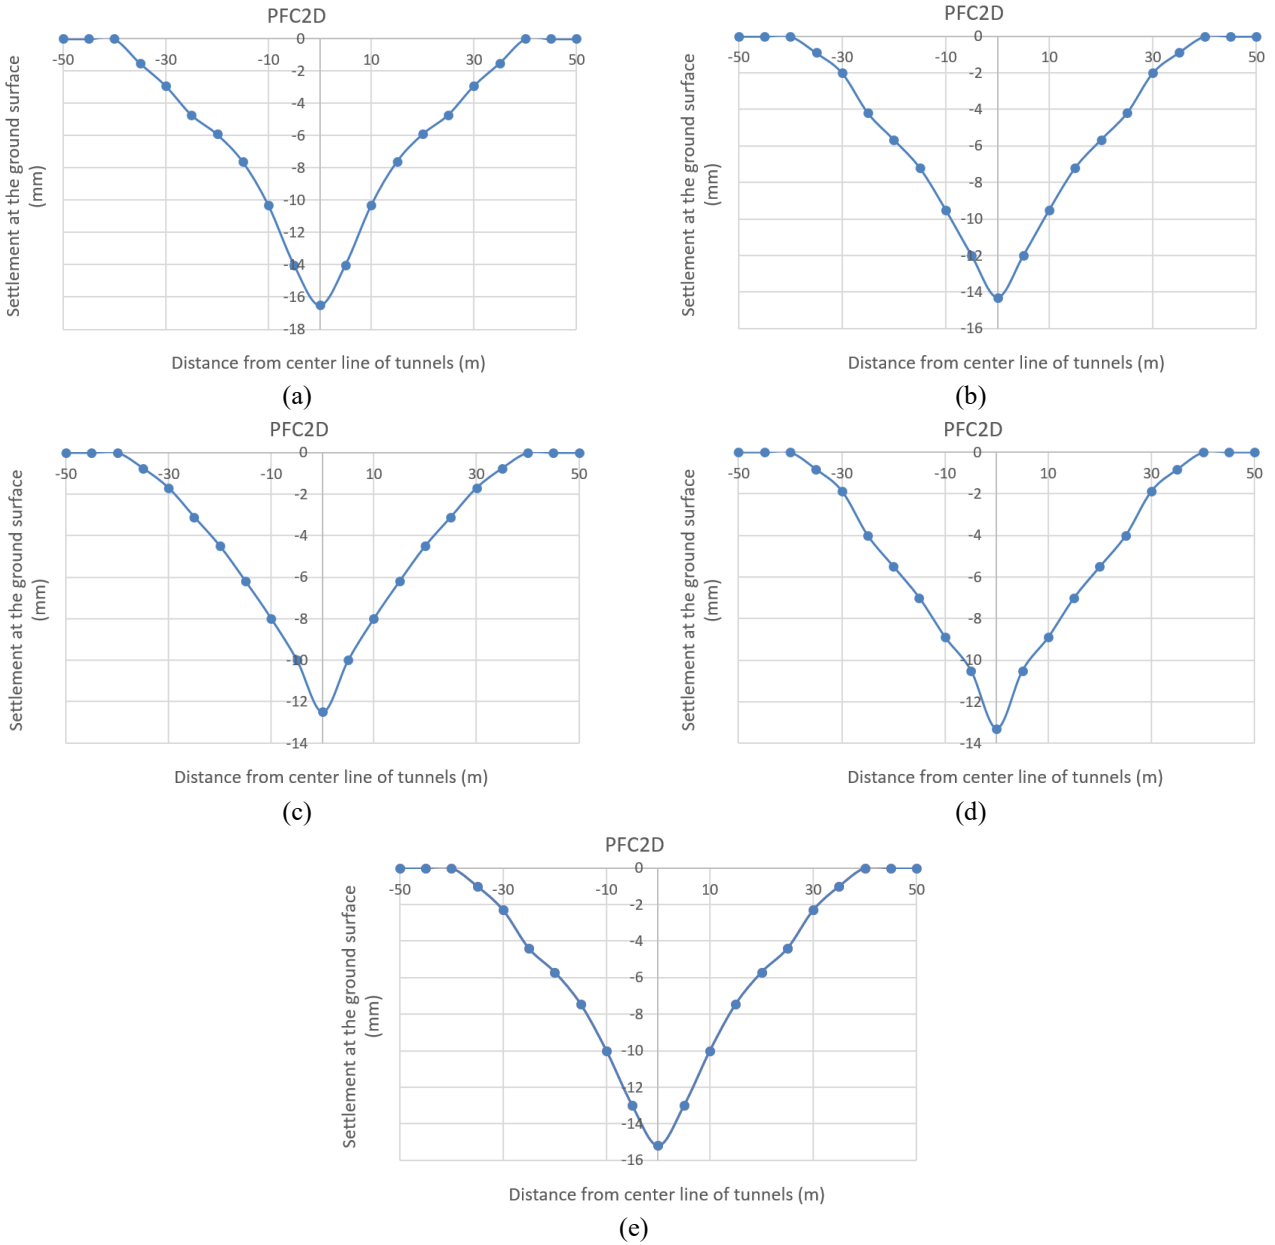 PFC2D
0
-50 -30 -10 10 30 50
-2
-4
-6
-8
-10
-12
-14
-16
-18
Settlement at the ground surface
(mm)
Distance from center line of tunnels (m)
(a)
PFC2D
0
-50 -30 -10 10 30 50
-2
-4
-6
-8
-10
-12
-14
-16
Settlement at the ground surface
(mm)
Distance from center line of tunnels (m)
(b)
PFC2D
0
-50 -30 -10 10 30 50
-2
-4
-6
-8
-10
-12
-14
Settlement at the ground surface
(mm)
Distance from center line of tunnels (m)
(c)
PFC2D
0
-50 -30 -10 10 30 50
-2
-4
-6
-8
-10
-12
-14
Settlement at the ground surface
(mm)
Distance from center line of tunnels (m)
(d)
PFC2D
0
-50 -30 -10 10 30 50
-2
-4
-6
-8
-10
-12
-14
-16
Settlement at the ground surface
(mm)
Distance from center line of tunnels (m)
(e)